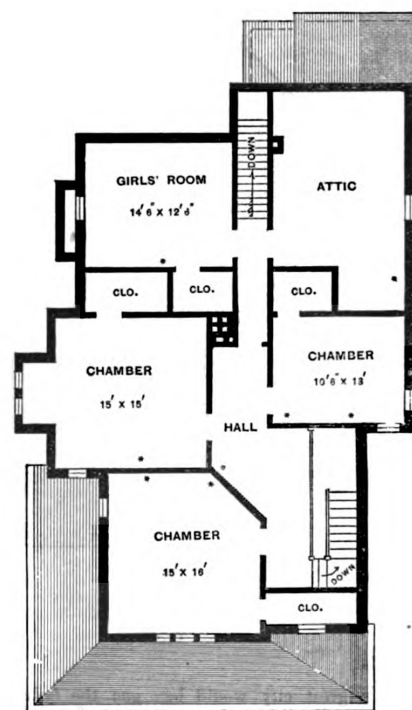 DOWN
GIRLS' ROOM
14' 6" X 12' 6"
ATTIC
CLO.
CLO.
CLO.
CHAMBER
15' X 15'
CHAMBER
10' 6" X 13'
HALL
CHAMBER
15' X 16'
DOWN
CLO.